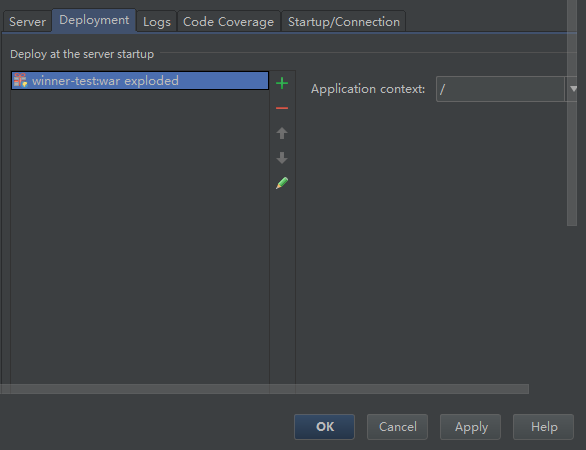 Server Deployment Logs Code Coverage Startup/Connection
Deploy at the server startup
winner-test:war exploded
Application context: /
OK Cancel Apply Help